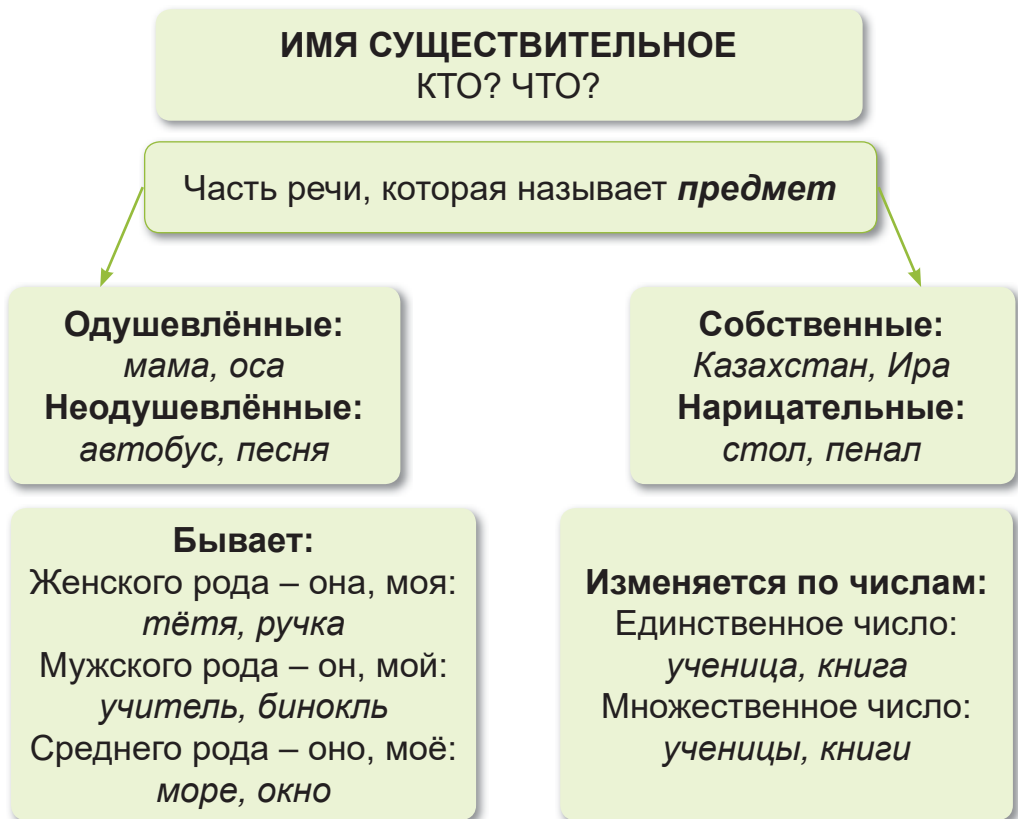 ИМЯ СУЩЕСТВИТЕЛЬНОЕ
КТО? ЧТО?
Часть речи, которая называет предмет
Одушевлённые:
мама, оса
Неодушевлённые:
автобус, песня
Собственные:
Казахстан, Ира
Нарицательные:
стол, пенал
Бывает:
Женского рода – она, моя:
тётя, ручка
Мужского рода – он, мой:
учитель, бинокль
Среднего рода – оно, моё:
море, окно
Изменяется по числам:
Единственное число:
ученица, книга
Множественное число:
ученицы, книги